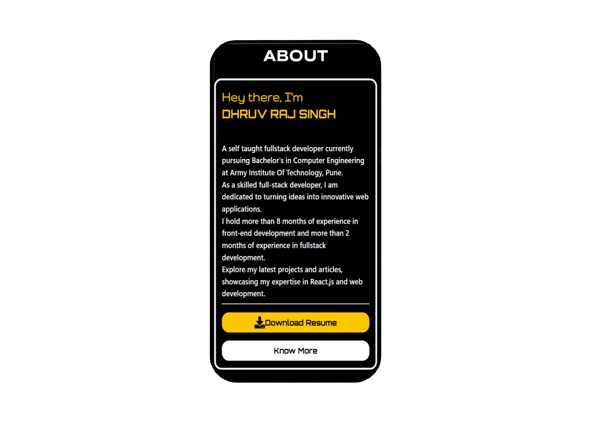 ABOUT
Hey there, I'm
DHRUV RAJ SINGH
A self taught fullstack developer currently
pursuing Bachelor's in Computer Engineering
at Army Institute Of Technology, Pune.
As a skilled full-stack developer, I am
dedicated to turning ideas into innovative web
applications.
I hold more than 8 months of experience in
front-end development and more than 2
months of experience in fullstack
development.
Explore my latest projects and articles,
showcasing my expertise in React.js and web
development.
Download Resume
Know More